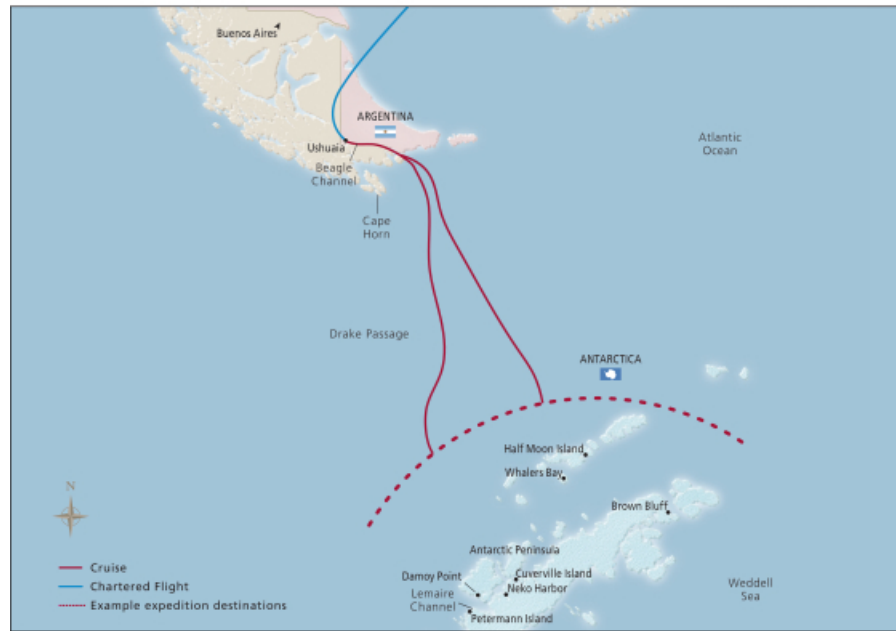 Buenos Aires
ARGENTINA
Ushuaia
Beagle
Channel
Cape
Horn
Atlantic
Ocean
Drake Passage
ANTARCTICA
Half Moon Island
Whalers Bay
Brown Bluff
Antarctic Peninsula
Cuverville Island
Damoy Point
Neko Harbor
Lemaire
Channel
Petermann Island
Weddell
Sea
N
Cruise
Chartered Flight
Example expedition destinations